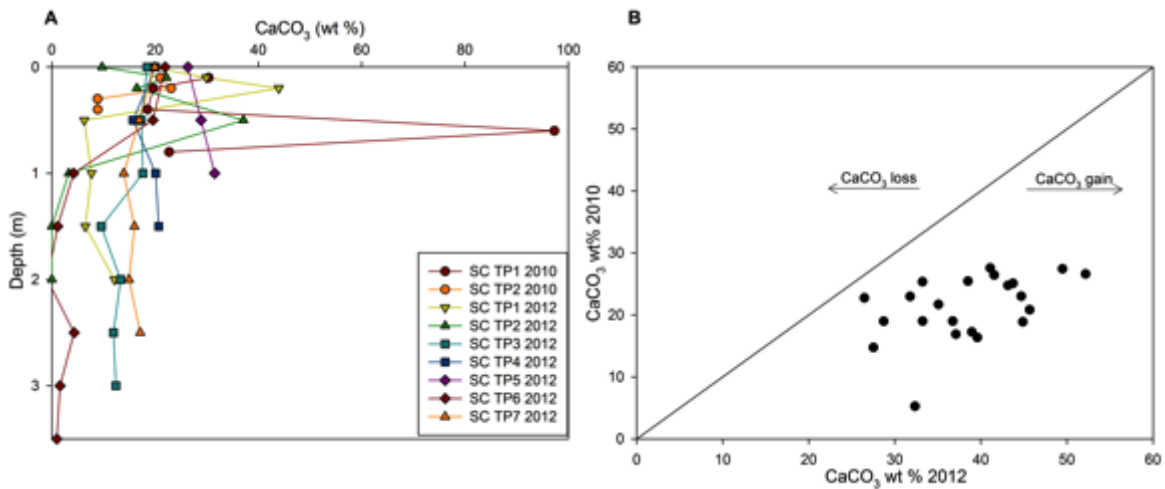 A
CaCO3 (wt %)
0 20 40 60 80 100
0
1
2
3
Depth (m)
SC TP1 2010
SC TP2 2010
SC TP1 2012
SC TP2 2012
SC TP3 2012
SC TP4 2012
SC TP5 2012
SC TP6 2012
SC TP7 2012
B
60
50
40
30
20
10
0
CaCO3 wt% 2010
CaCO3 loss
CaCO3 gain
0 10 20 30 40 50 60
CaCO3 wt % 2012